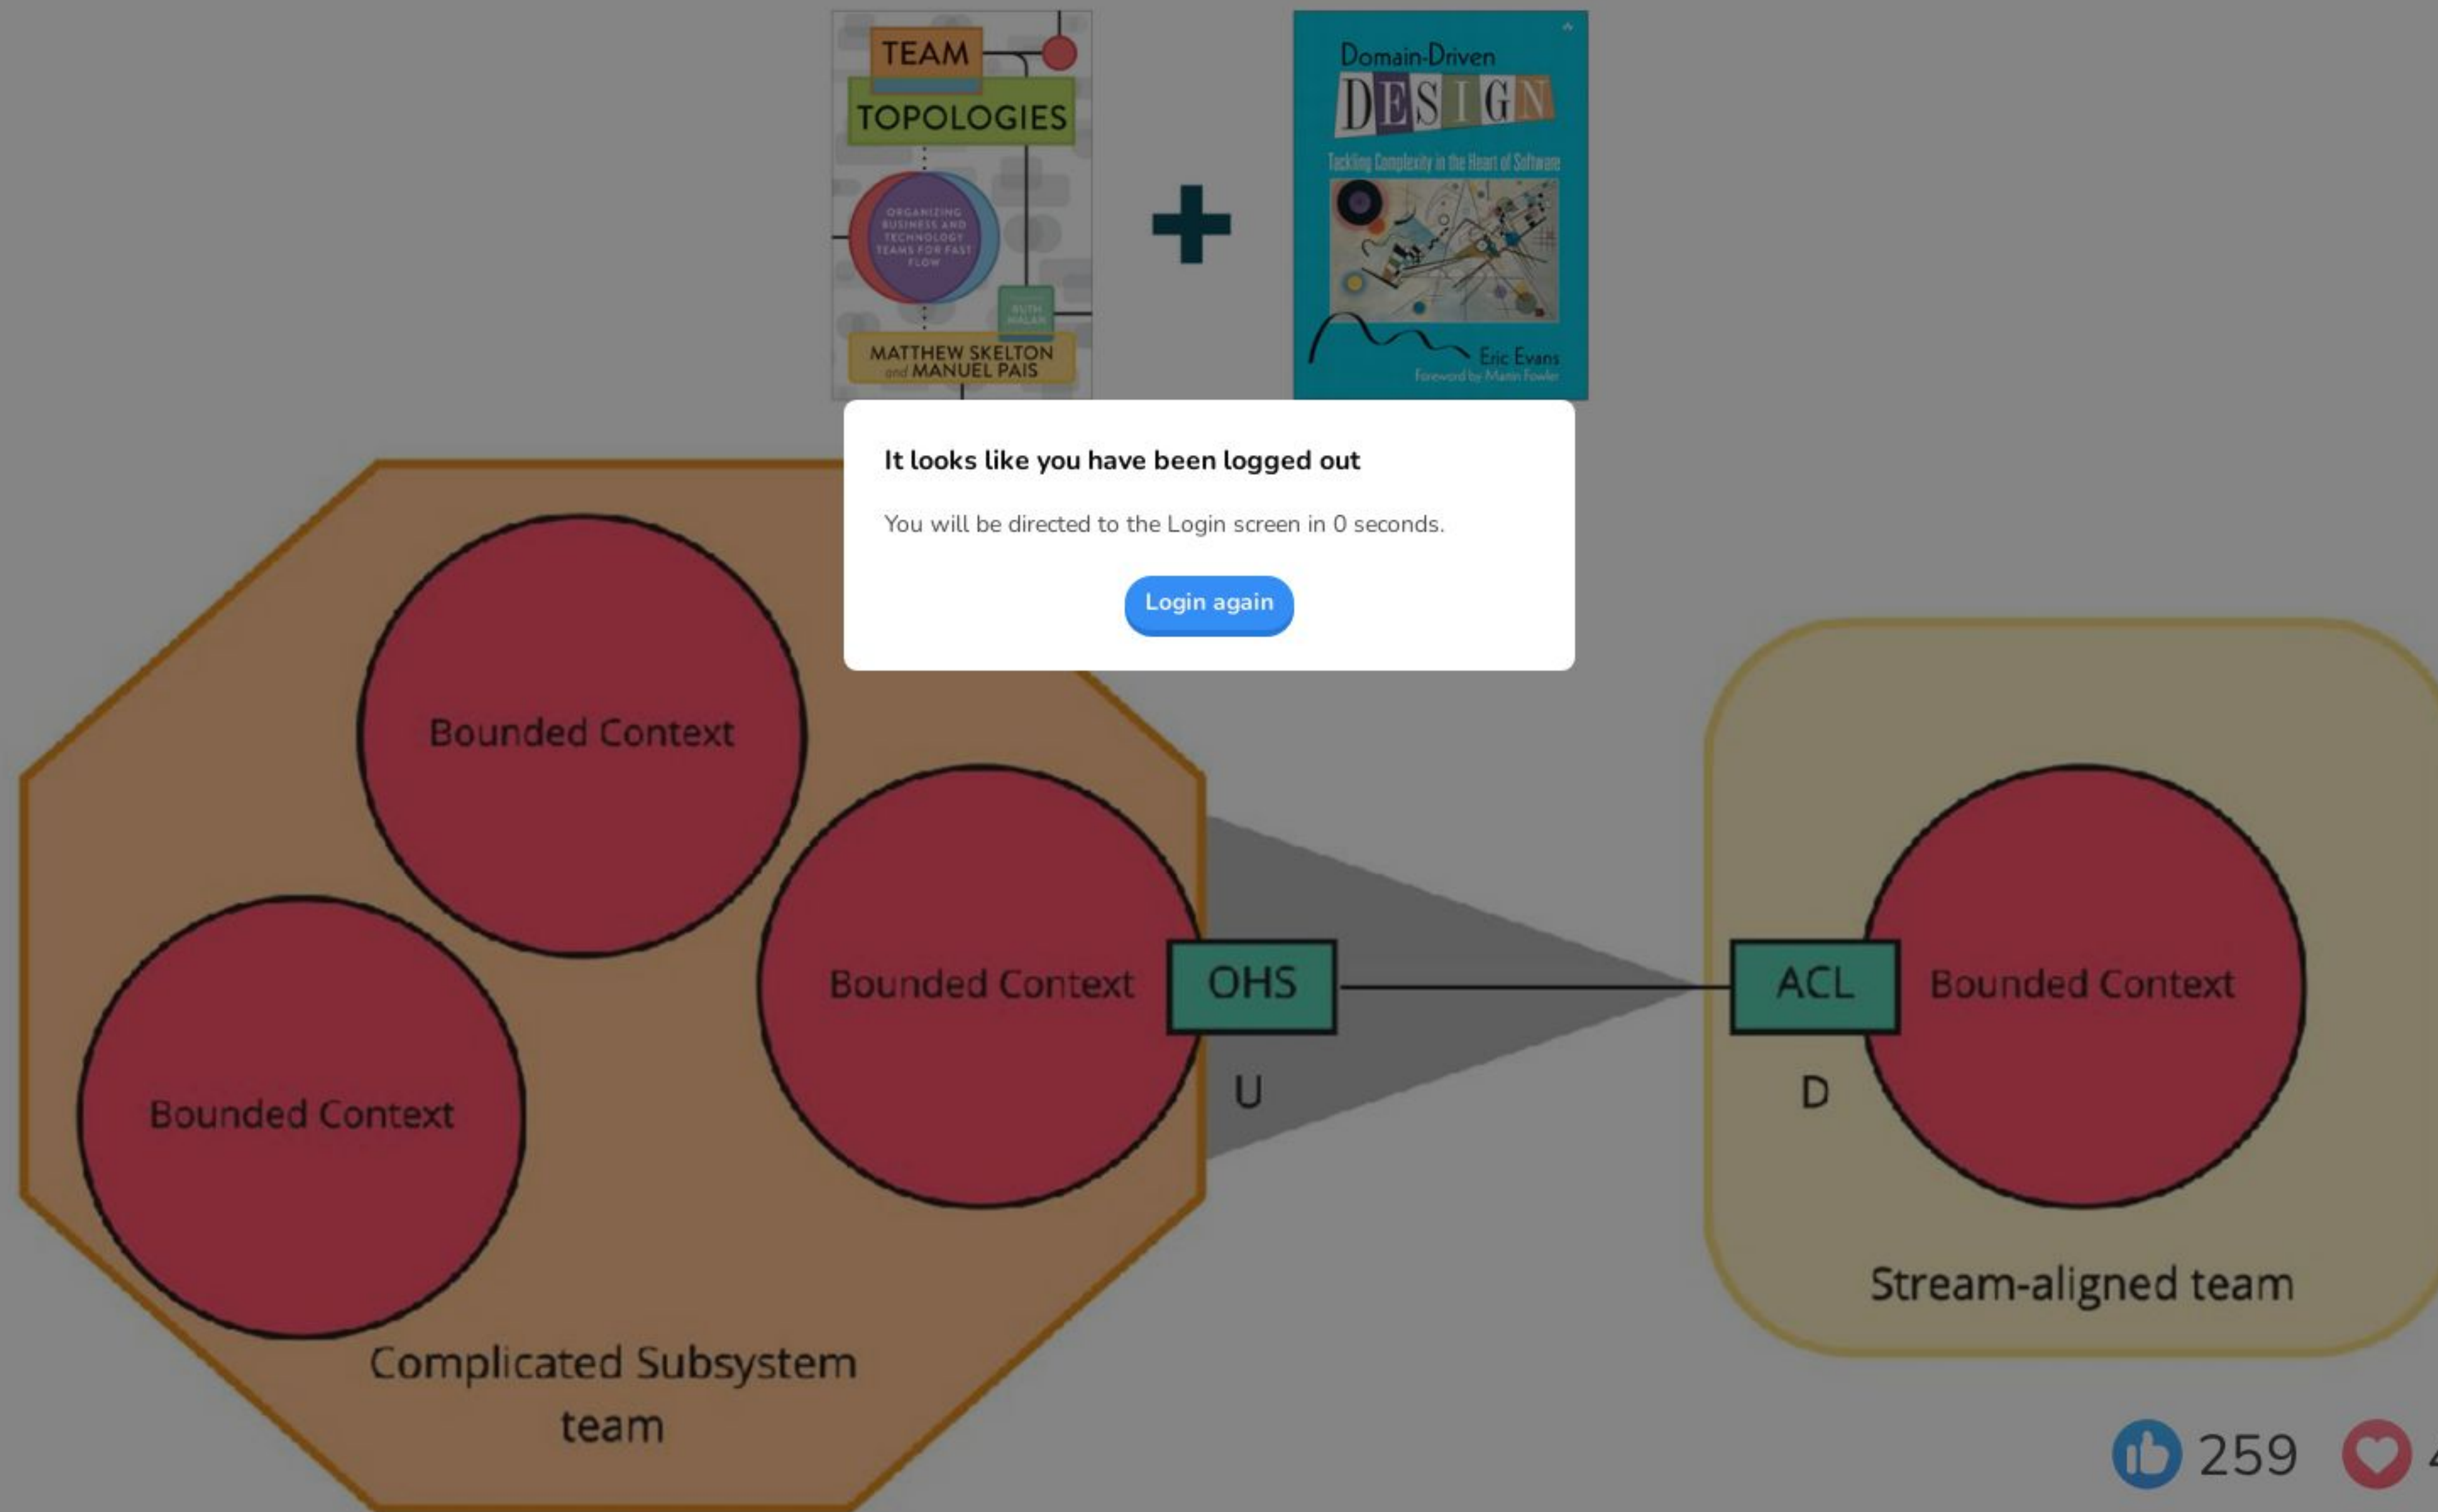 TEAM
TOPOLOGIES
ORGANIZING
BUSINESS AND
TECHNOLOGY
TEAMS FOR FAST
FLOW
RUTH
MALAN
MATTHEW SKELTON
and MANUEL PAIS
Domain-Driven
DESIGN
Tackling Complexity in the Heart of Software
Eric Evans
Foreword by Martin Fowler
It looks like you have been logged out
You will be directed to the Login screen in 0 seconds.
Login again
Bounded Context
Bounded Context
Bounded Context
OHS
U
ACL
D
Bounded Context
Stream-aligned team
Complicated Subsystem
team
259